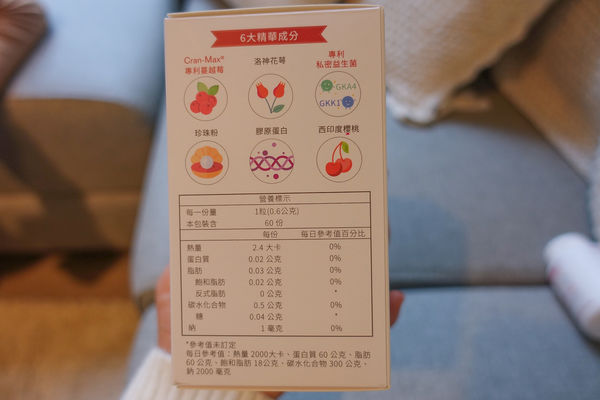 6大精華成分
Cran-Max®
專利蔓越莓
洛神花萼
專利
私密益生菌
GKA4
GKK1
珍珠粉
膠原蛋白
西印度櫻桃
營養標示
每一份量 1粒(0.6公克)
本包裝含 60 份
每份 每日參考值百分比
熱量 2.4 大卡 0%
蛋白質 0.02 公克 0%
脂肪 0.03 公克 0%
飽和脂肪 0.02 公克 0%
反式脂肪 0 公克 *
碳水化合物 0.5 公克 0%
糖 0.04 公克 *
鈉 1 毫克 0%
*參考值未訂定
每日參考值：熱量 2000大卡、蛋白質 60 公克、脂肪
60 公克、飽和脂肪 18公克、碳水化合物 300 公克、
鈉 2000 毫克